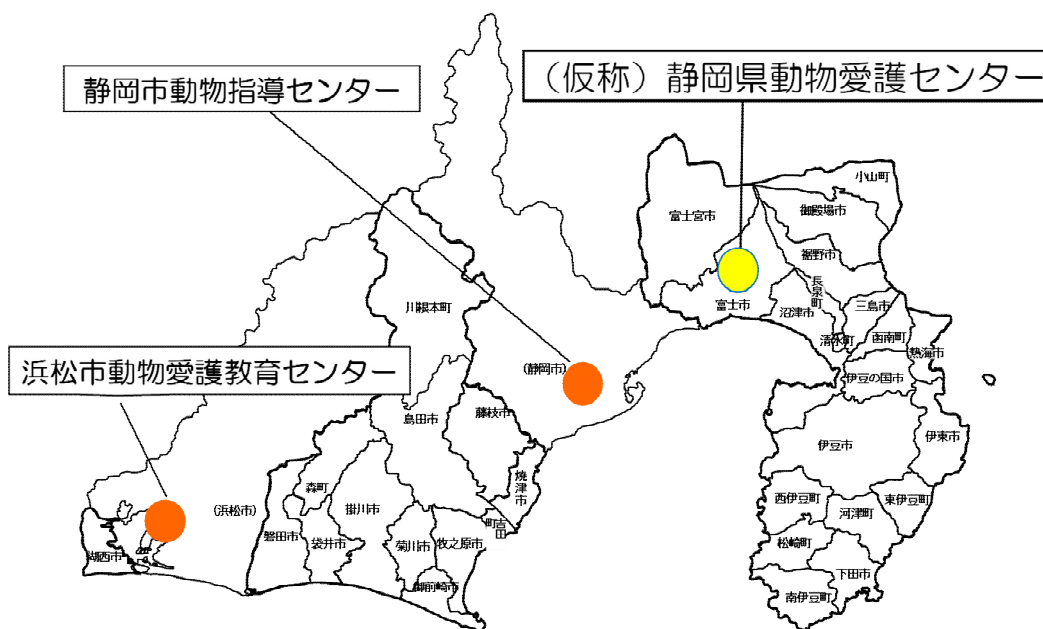 （仮称）静岡県動物愛護センター
静岡市動物指導センター
浜松市動物愛護教育センター
小山町
富士宮市
御殿場市
裾野市
長泉町
富士市
沼津市
三島市
清水町
函南町
熱海市
伊豆の国市
川根本町
(静岡市)
島田市
藤枝市
焼津市
伊豆市
伊東市
森町
掛川市
西伊豆町
東伊豆町
河津町
(浜松市)
磐田市
袋井市
菊川市
牧之原市
吉田町
湖西市
松崎町
御前崎市
下田市
南伊豆町